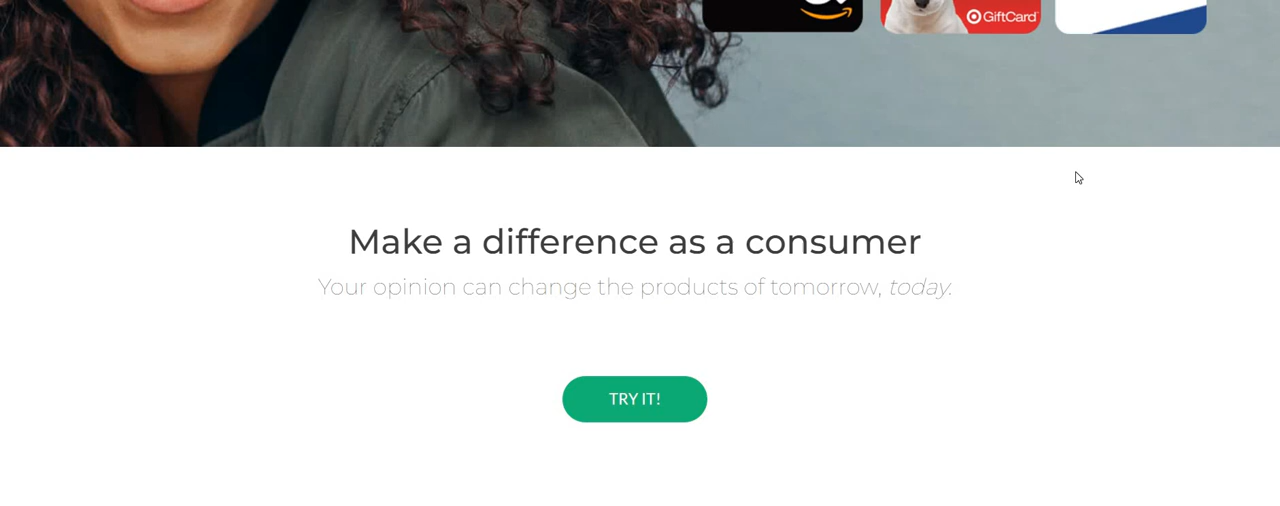 GiftCard
Make a difference as a consumer
Your opinion can change the products of tomorrow, today.
TRY IT!